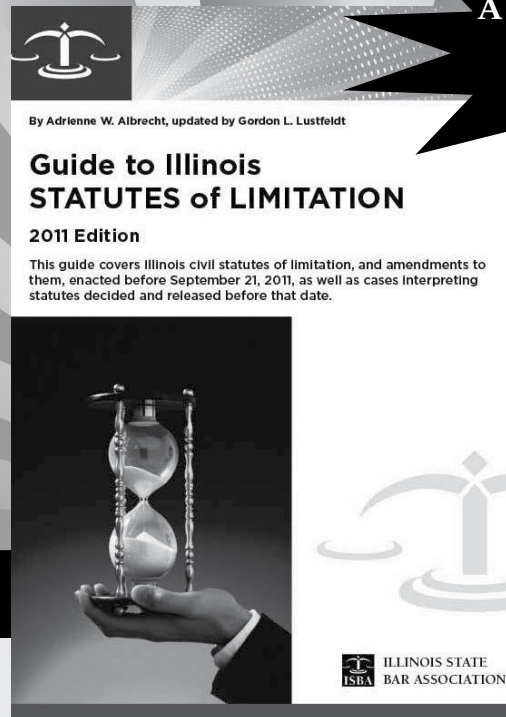 A
By Adrienne W. Albrecht, updated by Gordon L. Lustfeldt
Guide to Illinois
STATUTES of LIMITATION
2011 Edition
This guide covers Illinois civil statutes of limitation, and amendments to
them, enacted before September 21, 2011, as well as cases interpreting
statutes decided and released before that date.
ISBA
ILLINOIS STATE
BAR ASSOCIATION